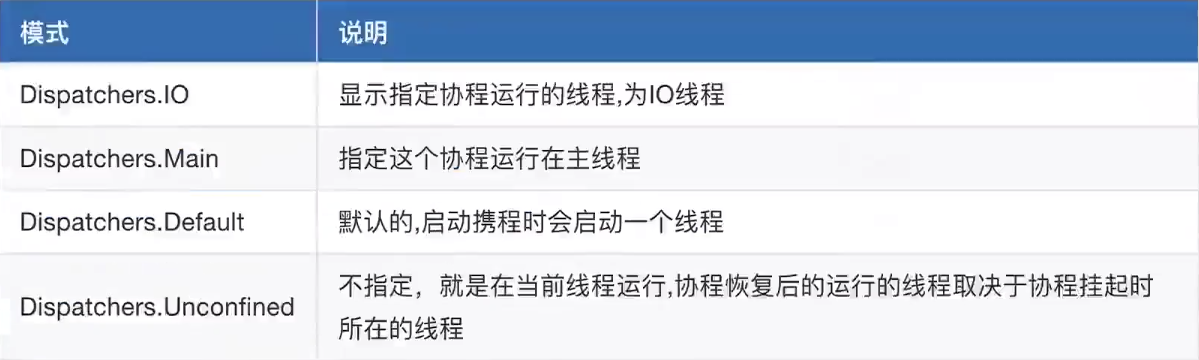 模式 说明
Dispatchers.IO 显示指定协程运行的线程,为IO线程
Dispatchers.Main 指定这个协程运行在主线程
Dispatchers.Default 默认的,启动携程时会启动一个线程
Dispatchers.Unconfined 不指定，就是在当前线程运行,协程恢复后的运行的线程取决于协程挂起时
所在的线程